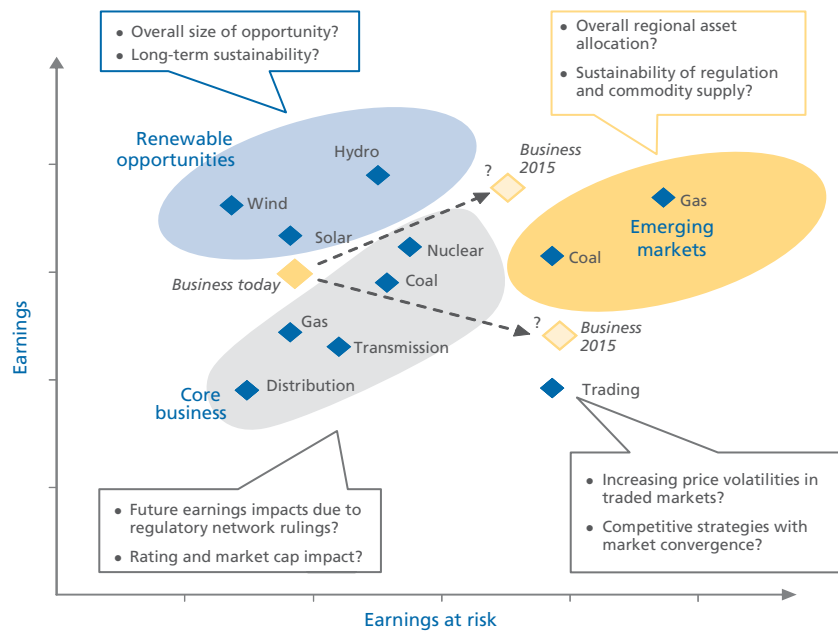 ● Overall size of opportunity?
● Long-term sustainability?
● Overall regional asset
allocation?
● Sustainability of regulation
and commodity supply?
Renewable
opportunities
Hydro
Wind
Solar
?
Business
2015
Gas
Emerging
markets
Coal
Business today
Nuclear
Coal
Gas
Transmission
?
Business
2015
Core
business
Distribution
Trading
● Future earnings impacts due to
regulatory network rulings?
● Rating and market cap impact?
● Increasing price volatilities in
traded markets?
● Competitive strategies with
market convergence?
Earnings
Earnings at risk